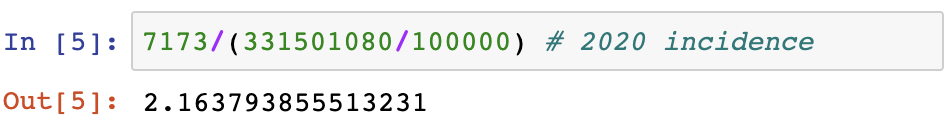 In [5]: 7173/(331501080/100000) # 2020 incidence
Out[5]: 2.163793855513231